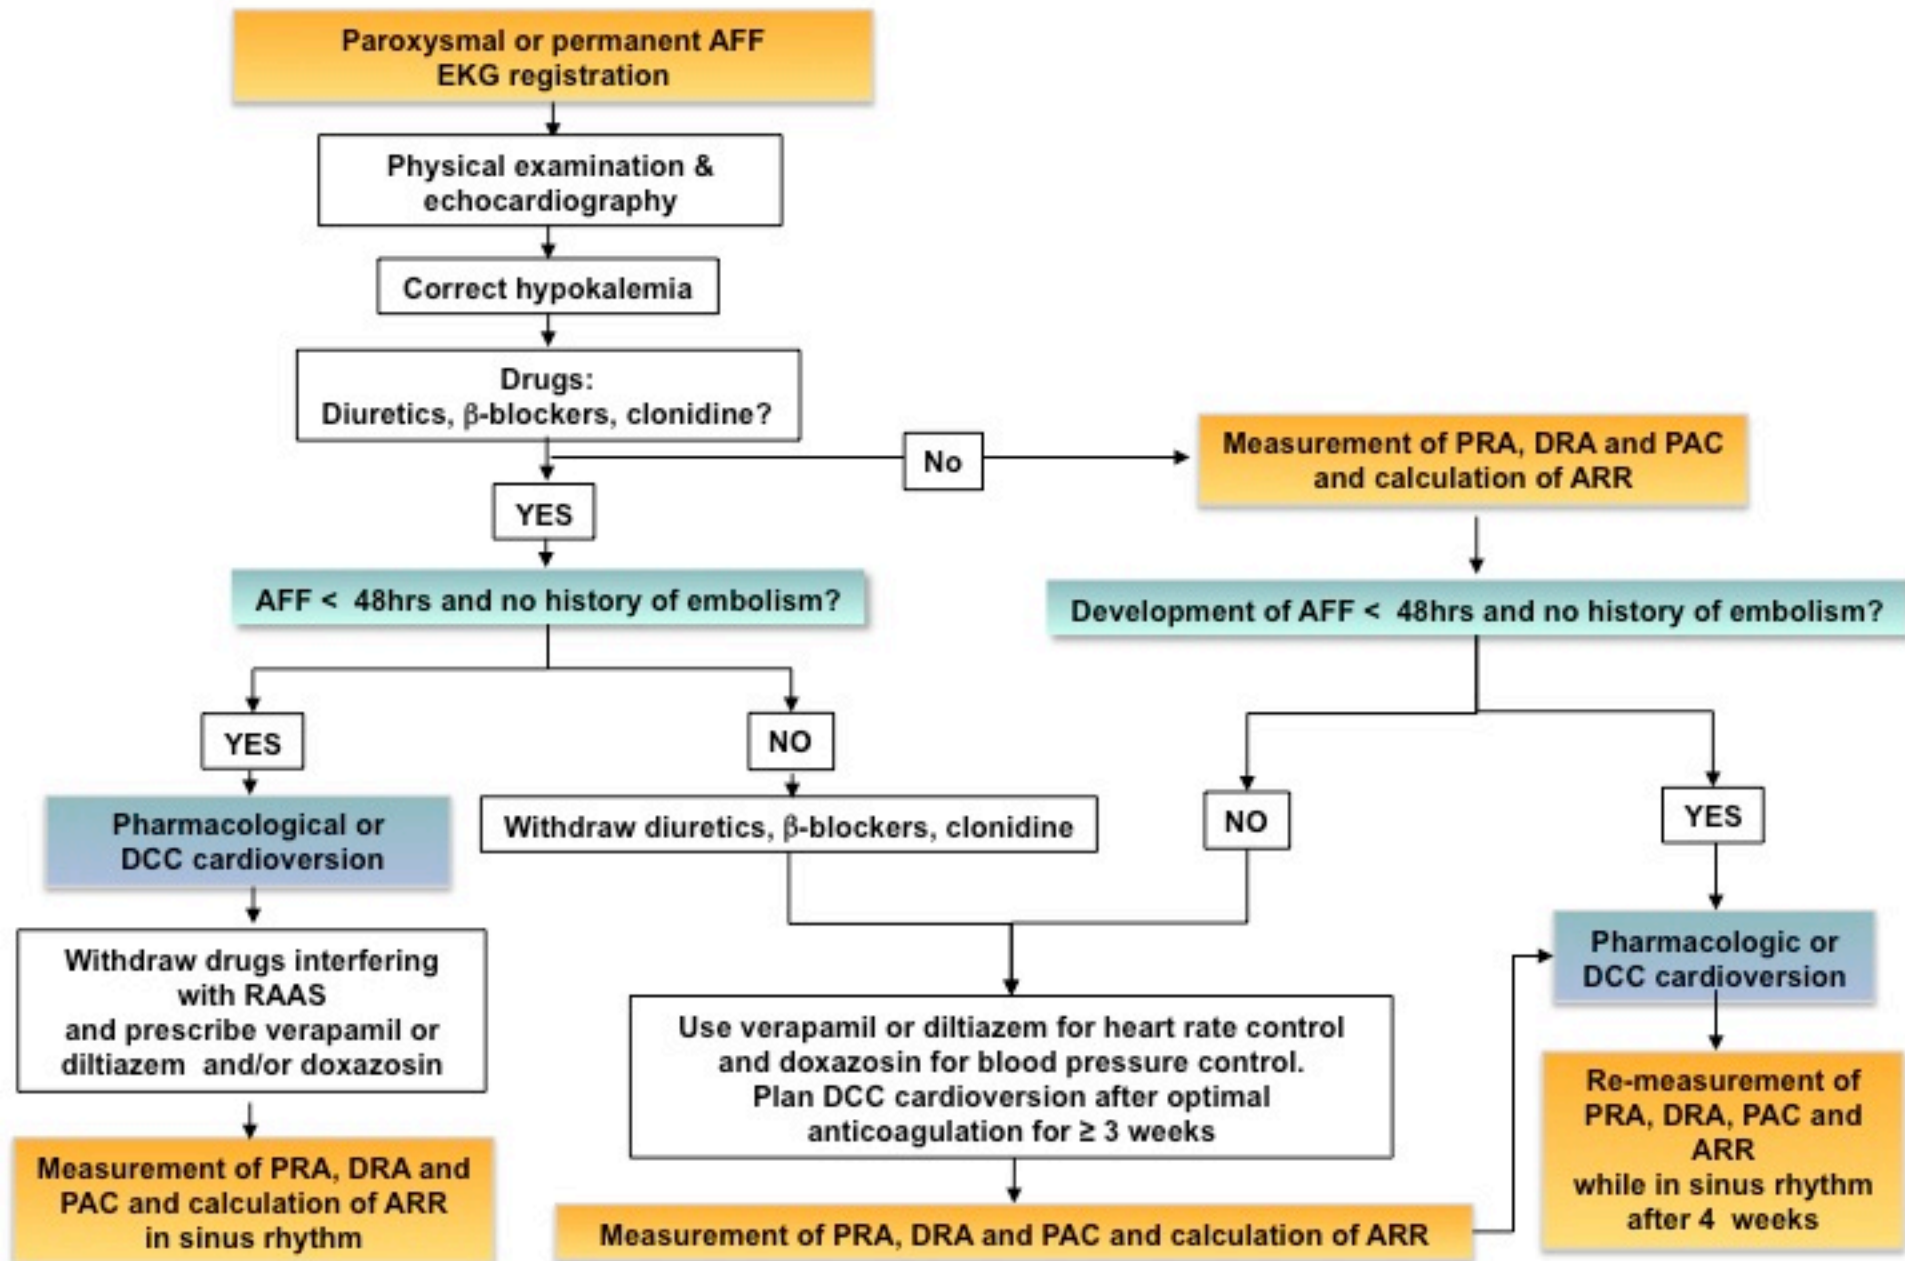 Paroxysmal or permanent AFF
EKG registration
Physical examination &
echocardiography
Correct hypokalemia
Drugs:
Diuretics, β-blockers, clonidine?
No
Measurement of PRA, DRA and PAC
and calculation of ARR
YES
AFF < 48hrs and no history of embolism?
Development of AFF < 48hrs and no history of embolism?
YES
NO
NO
YES
Pharmacological or
DCC cardioversion
Withdraw diuretics, β-blockers, clonidine
Withdraw drugs interfering
with RAAS
and prescribe verapamil or
diltiazem and/or doxazosin
Use verapamil or diltiazem for heart rate control
and doxazosin for blood pressure control.
Plan DCC cardioversion after optimal
anticoagulation for ≥ 3 weeks
Pharmacologic or
DCC cardioversion
Measurement of PRA, DRA and
PAC and calculation of ARR
in sinus rhythm
Measurement of PRA, DRA and PAC and calculation of ARR
Re-measurement of
PRA, DRA, PAC and
ARR
while in sinus rhythm
after 4 weeks